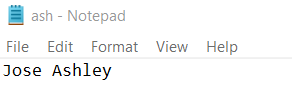 ash - Notepad
File Edit Format View Help
Jose Ashley